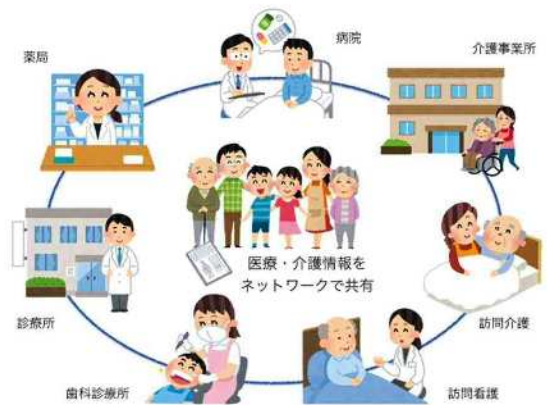 病院
薬局
介護事業所
医療・介護情報を
ネットワークで共有
診療所
訪問介護
歯科診療所
訪問看護